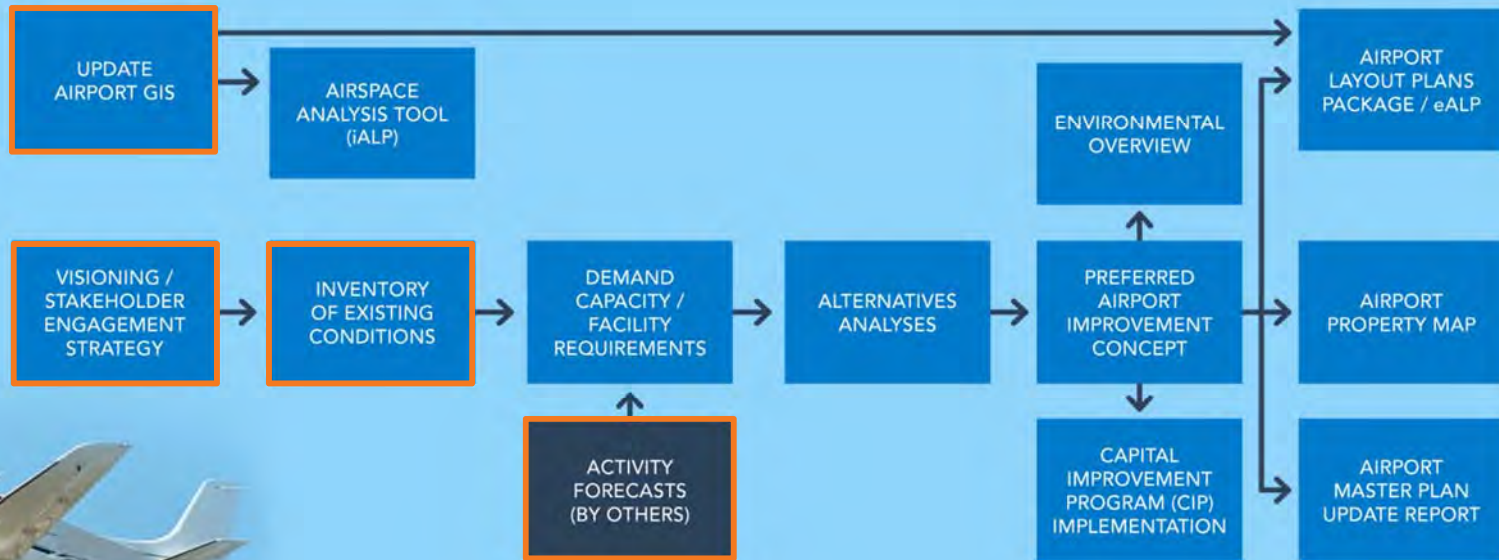 UPDATE
AIRPORT GIS
AIRSPACE
ANALYSIS TOOL
(iALP)
ENVIRONMENTAL
OVERVIEW
AIRPORT
LAYOUT PLANS
PACKAGE / eALP
VISIONING /
STAKEHOLDER
ENGAGEMENT
STRATEGY
INVENTORY
OF EXISTING
CONDITIONS
DEMAND
CAPACITY /
FACILITY
REQUIREMENTS
ALTERNATIVES
ANALYSES
PREFERRED
AIRPORT
IMPROVEMENT
CONCEPT
AIRPORT
PROPERTY MAP
ACTIVITY
FORECASTS
(BY OTHERS)
CAPITAL
IMPROVEMENT
PROGRAM (CIP)
IMPLEMENTATION
AIRPORT
MASTER PLAN
UPDATE REPORT